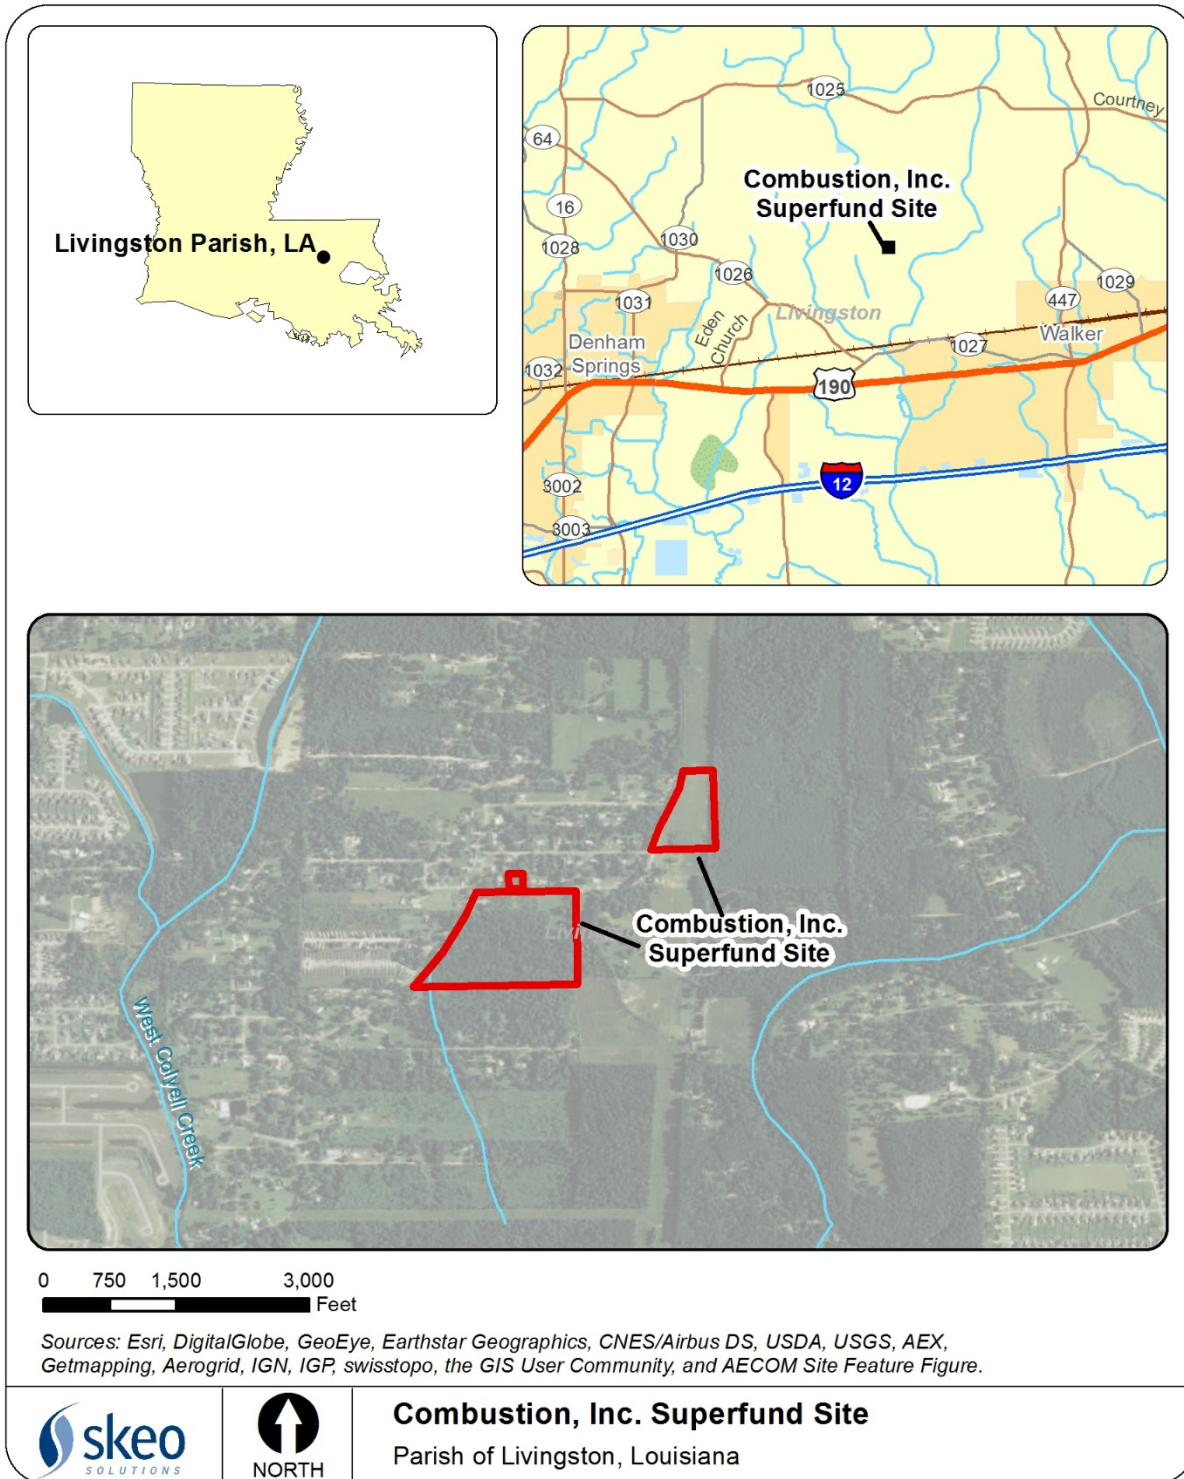 Livingston Parish, LA
1025
Courtney
64
Combustion, Inc.
Superfund Site
16
1028
1030
1026
1029
1031
447
Livingston
Eden
Church
Walker
1027
Denham
Springs
1032
190
12
3002
3003
Combustion, Inc.
Superfund Site
West Colyell Creek
0 750 1,500 3,000
Feet
Sources: Esri, DigitalGlobe, GeoEye, Earthstar Geographics, CNES/Airbus DS, USDA, USGS, AEX,
Getmapping, Aerogrid, IGN, IGP, swisstopo, the GIS User Community, and AECOM Site Feature Figure.
skeo
SOLUTIONS
NORTH
Combustion, Inc. Superfund Site
Parish of Livingston, Louisiana